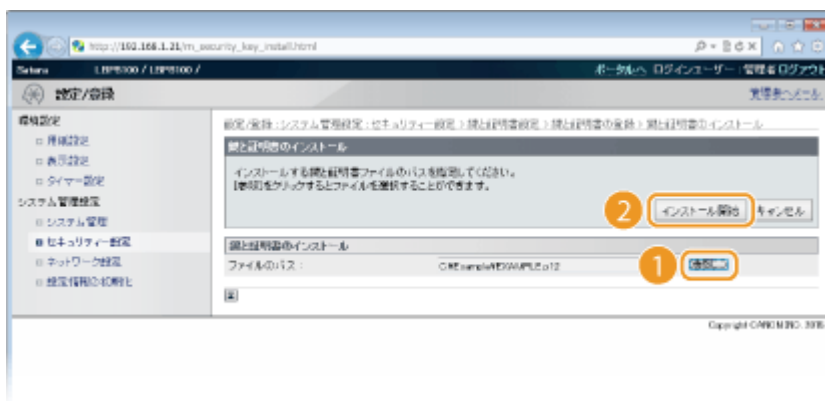 http://192.168.1.21/m_security_key_install.html
Satera LBP8100 / LBP8100 / ポータルへ ログインユーザー：管理者 ログアウト
設定/登録 管理者へメール
環境設定
用紙設定
表示設定
タイマー設定
システム管理設定
システム管理
セキュリティー設定
ネットワーク設定
設定情報の初期化
設定/登録：システム管理設定：セキュリティー設定 > 鍵と証明書設定 > 鍵と証明書の登録 > 鍵と証明書のインストール
鍵と証明書のインストール
インストールする鍵と証明書ファイルのパスを指定してください。
[参照]をクリックするとファイルを選択することができます。
2 インストール開始 キャンセル
鍵と証明書のインストール
ファイルのパス： C:¥Example¥EXAMPLE.p12 1 参照...
Copyright CANON INC. 2015